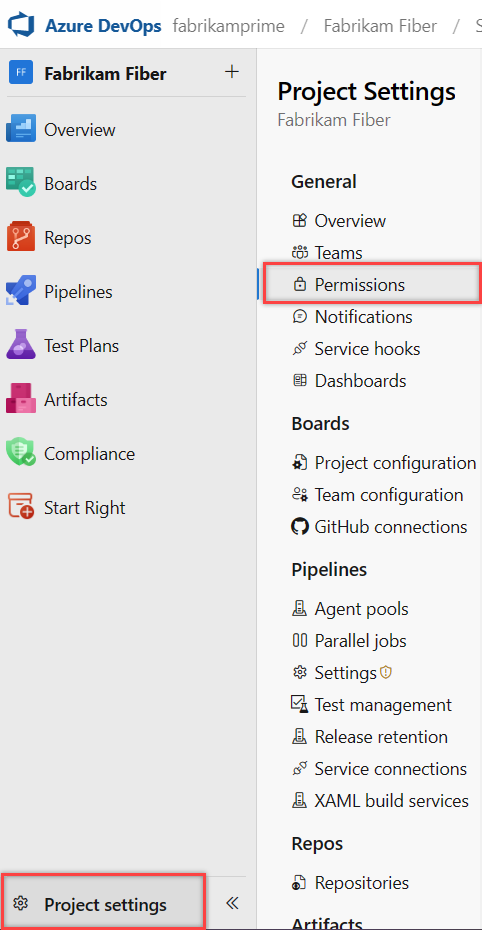 Azure DevOps fabrikamprime / Fabrikam Fiber / S
FF Fabrikam Fiber +
Overview
Boards
Repos
Pipelines
Test Plans
Artifacts
Compliance
Start Right
Project settings
Project Settings
Fabrikam Fiber
General
Overview
Teams
Permissions
Notifications
Service hooks
Dashboards
Boards
Project configuration
Team configuration
GitHub connections
Pipelines
Agent pools
Parallel jobs
Settings
Test management
Release retention
Service connections
XAML build services
Repos
Repositories
Artifacts